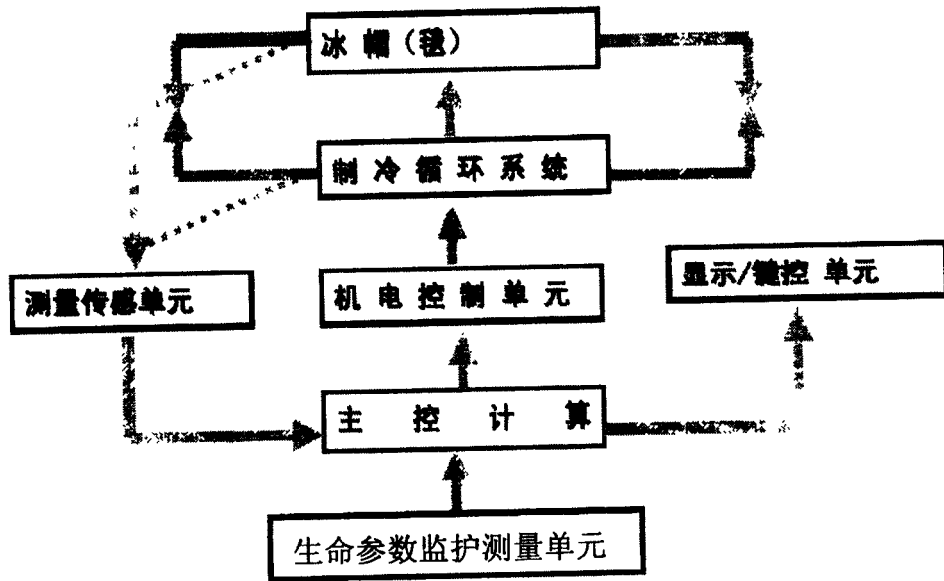 冰帽(毯)
制冷循环系统
测量传感单元
机电控制单元
显示/键控 单元
主控计算
生命参数监护测量单元